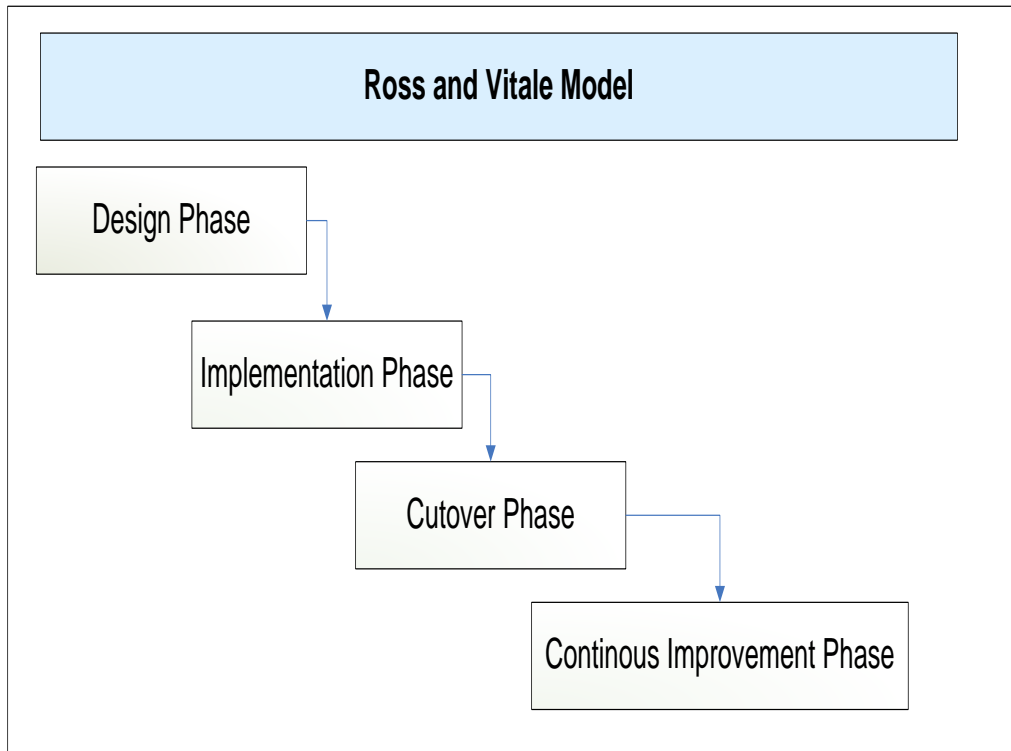 Ross and Vitale Model
Design Phase
Implementation Phase
Cutover Phase
Continous Improvement Phase